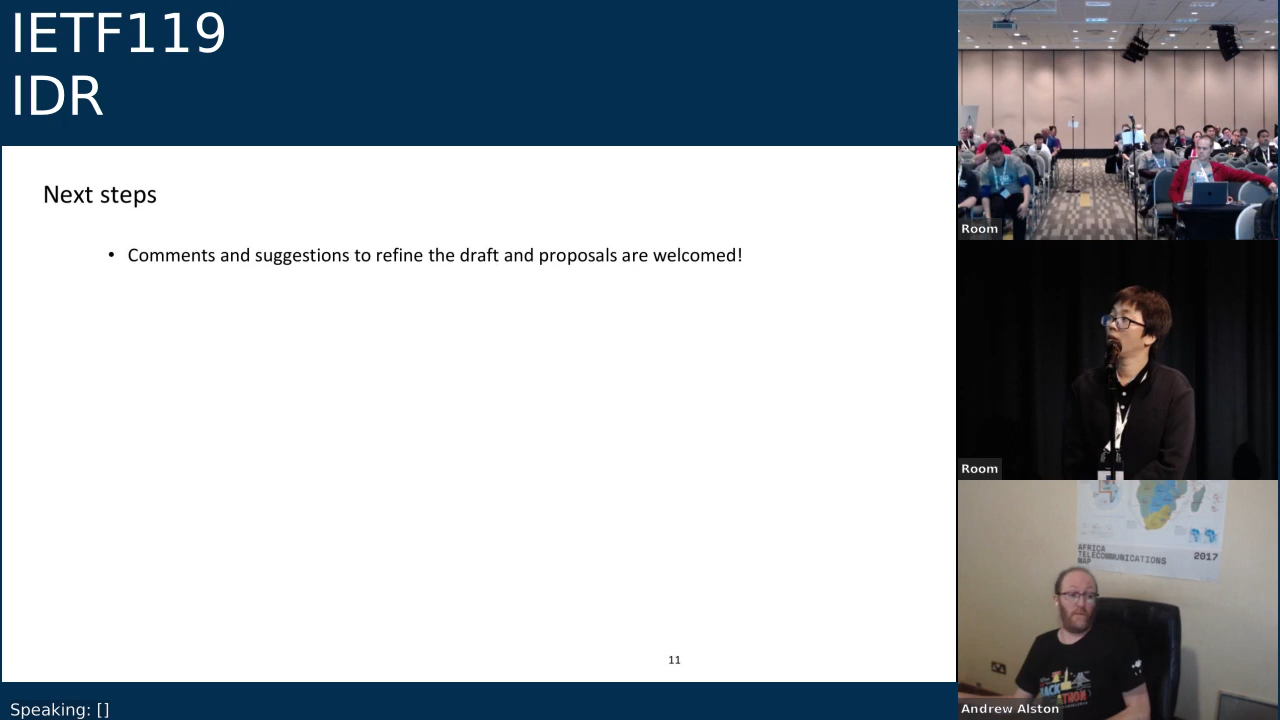 IETF119
IDR
Next steps
• Comments and suggestions to refine the draft and proposals are welcomed!
11
Speaking: []
Room
Room
AFRICA
TELECOMMUNICATIONS
MAP
2017
HACKATHON
Andrew Alston